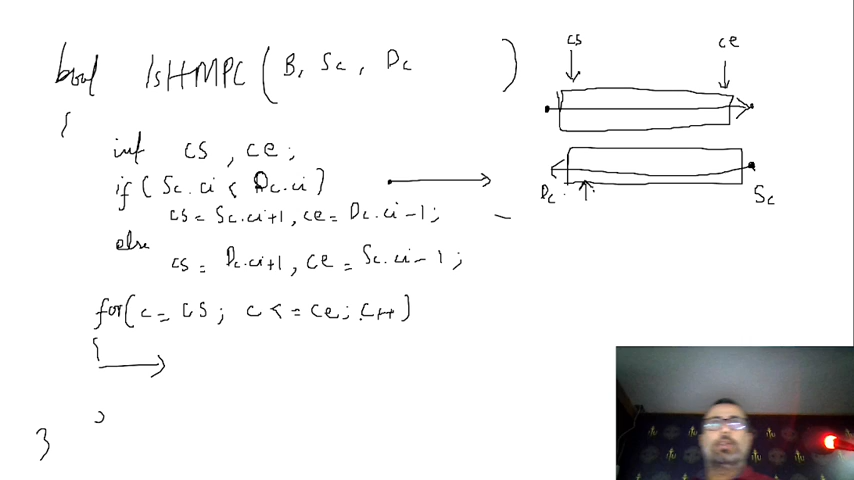 bool IsHMPC ( B, Sc, Dc )
{
int cs, ce;
if ( Sc.ci < Dc.ci )
cs = Sc.ci+1, ce = Dc.ci-1;
else
cs = Dc.ci+1, ce = Sc.ci-1;
for( c = cs; c <= ce; c++ )
{
}
}
cs ce
Dc Sc